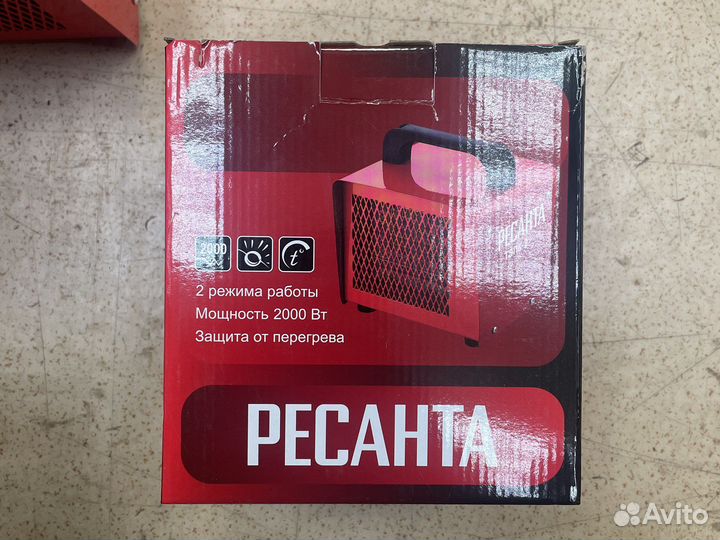 РЕСАНТА
2000
t°
2 режима работы
Мощность 2000 Вт
Защита от перегрева
РЕСАНТА
Avito